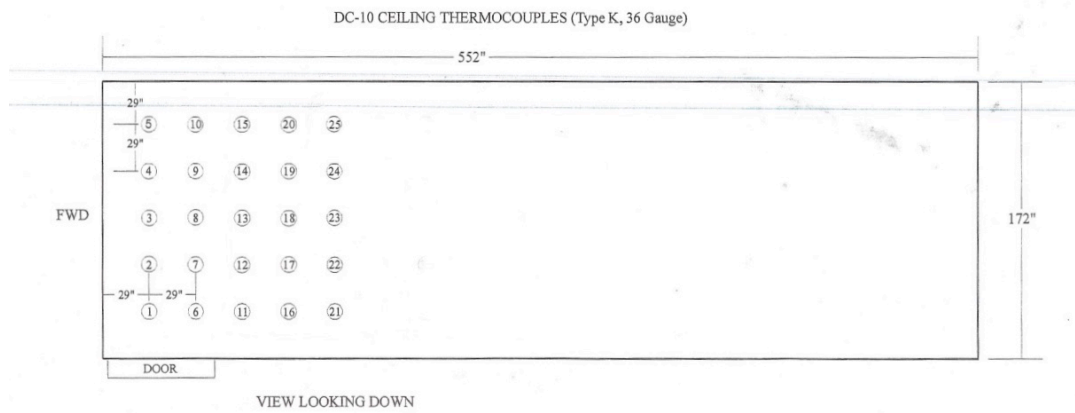 DC-10 CEILING THERMOCOUPLES (Type K, 36 Gauge)
552"
29"
5 10 15 20 25
29"
4 9 14 19 24
FWD 3 8 13 18 23 172"
2 7 12 17 22
29" 29"
1 6 11 16 21
DOOR
VIEW LOOKING DOWN